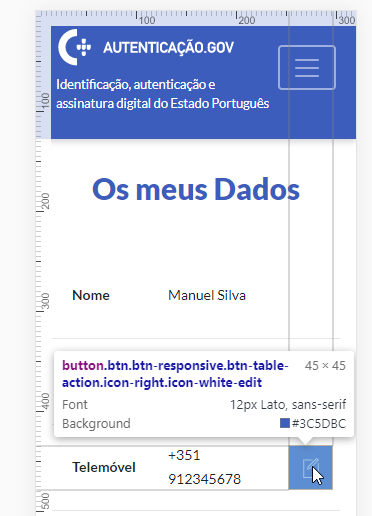 100 200 300
AUTENTICAÇÃO.GOV
Identificação, autenticação e
assinatura digital do Estado Português
100
Os meus Dados
200
Nome Manuel Silva
300
button.btn.btn-responsive.btn-table- 45 × 45
action.icon-right.icon-white-edit
Font 12px Lato, sans-serif
400
Background #3C5DBC
+351
Telemóvel
912345678
500